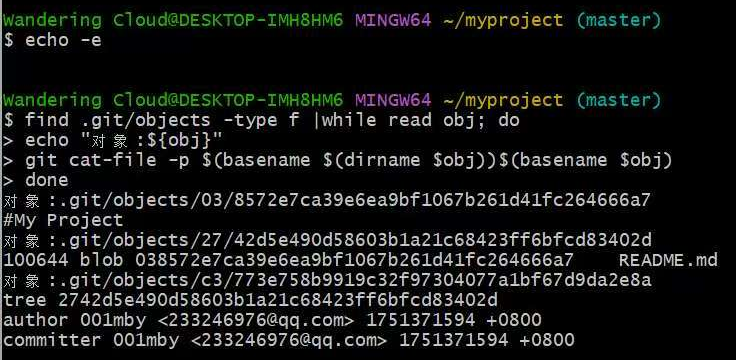 Wandering Cloud@DESKTOP-IMH8HM6 MINGW64 ~/myproject (master)
$ echo -e
Wandering Cloud@DESKTOP-IMH8HM6 MINGW64 ~/myproject (master)
$ find .git/objects -type f |while read obj; do
> echo "对象:${obj}"
> git cat-file -p $(basename $(dirname $obj))$(basename $obj)
> done
对象:.git/objects/03/8572e7ca39e6ea9bf1067b261d41fc264666a7
#My Project
对象:.git/objects/27/42d5e490d58603b1a21c68423ff6bfcd83402d
100644 blob 038572e7ca39e6ea9bf1067b261d41fc264666a7    README.md
对象:.git/objects/c3/773e758b9919c32f97304077a1bf67d9da2e8a
tree 2742d5e490d58603b1a21c68423ff6bfcd83402d
author 001mby <233246976@qq.com> 1751371594 +0800
committer 001mby <233246976@qq.com> 1751371594 +0800